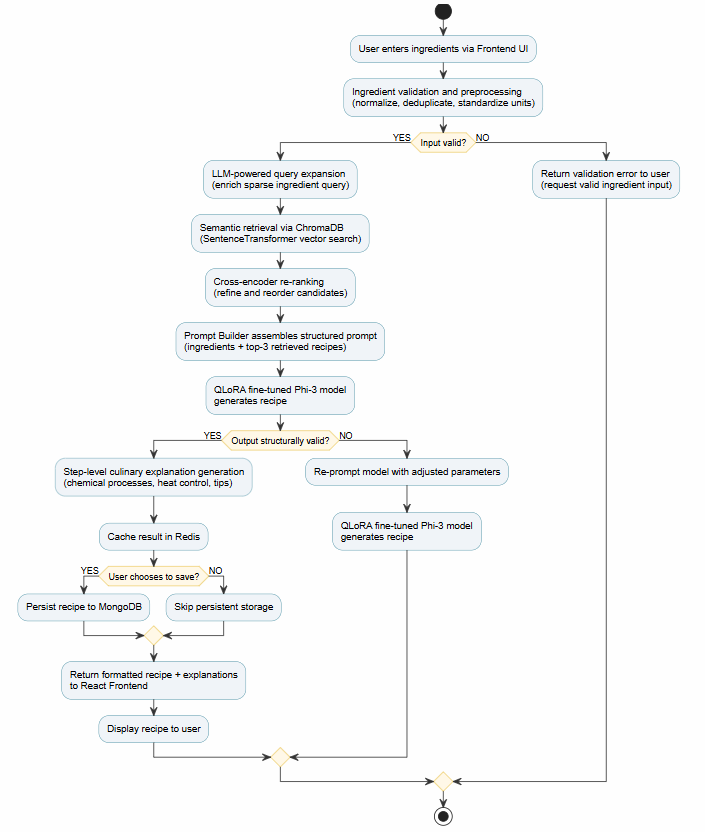 User enters ingredients via Frontend UI
Ingredient validation and preprocessing
(normalize, deduplicate, standardize units)
YES
Input valid?
NO
LLM-powered query expansion
(enrich sparse ingredient query)
Return validation error to user
(request valid ingredient input)
Semantic retrieval via ChromaDB
(SentenceTransformer vector search)
Cross-encoder re-ranking
(refine and reorder candidates)
Prompt Builder assembles structured prompt
(ingredients + top-3 retrieved recipes)
QLoRA fine-tuned Phi-3 model
generates recipe
YES
Output structurally valid?
NO
Step-level culinary explanation generation
(chemical processes, heat control, tips)
Re-prompt model with adjusted parameters
Cache result in Redis
QLoRA fine-tuned Phi-3 model
generates recipe
YES
User chooses to save?
NO
Persist recipe to MongoDB
Skip persistent storage
Return formatted recipe + explanations
to React Frontend
Display recipe to user